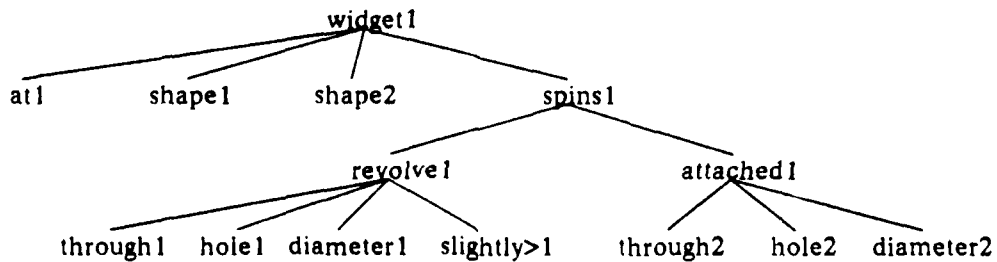 widget1
at1 shape1 shape2 spins1
revolve1 attached1
through1 hole1 diameter1 slightly>1 through2 hole2 diameter2